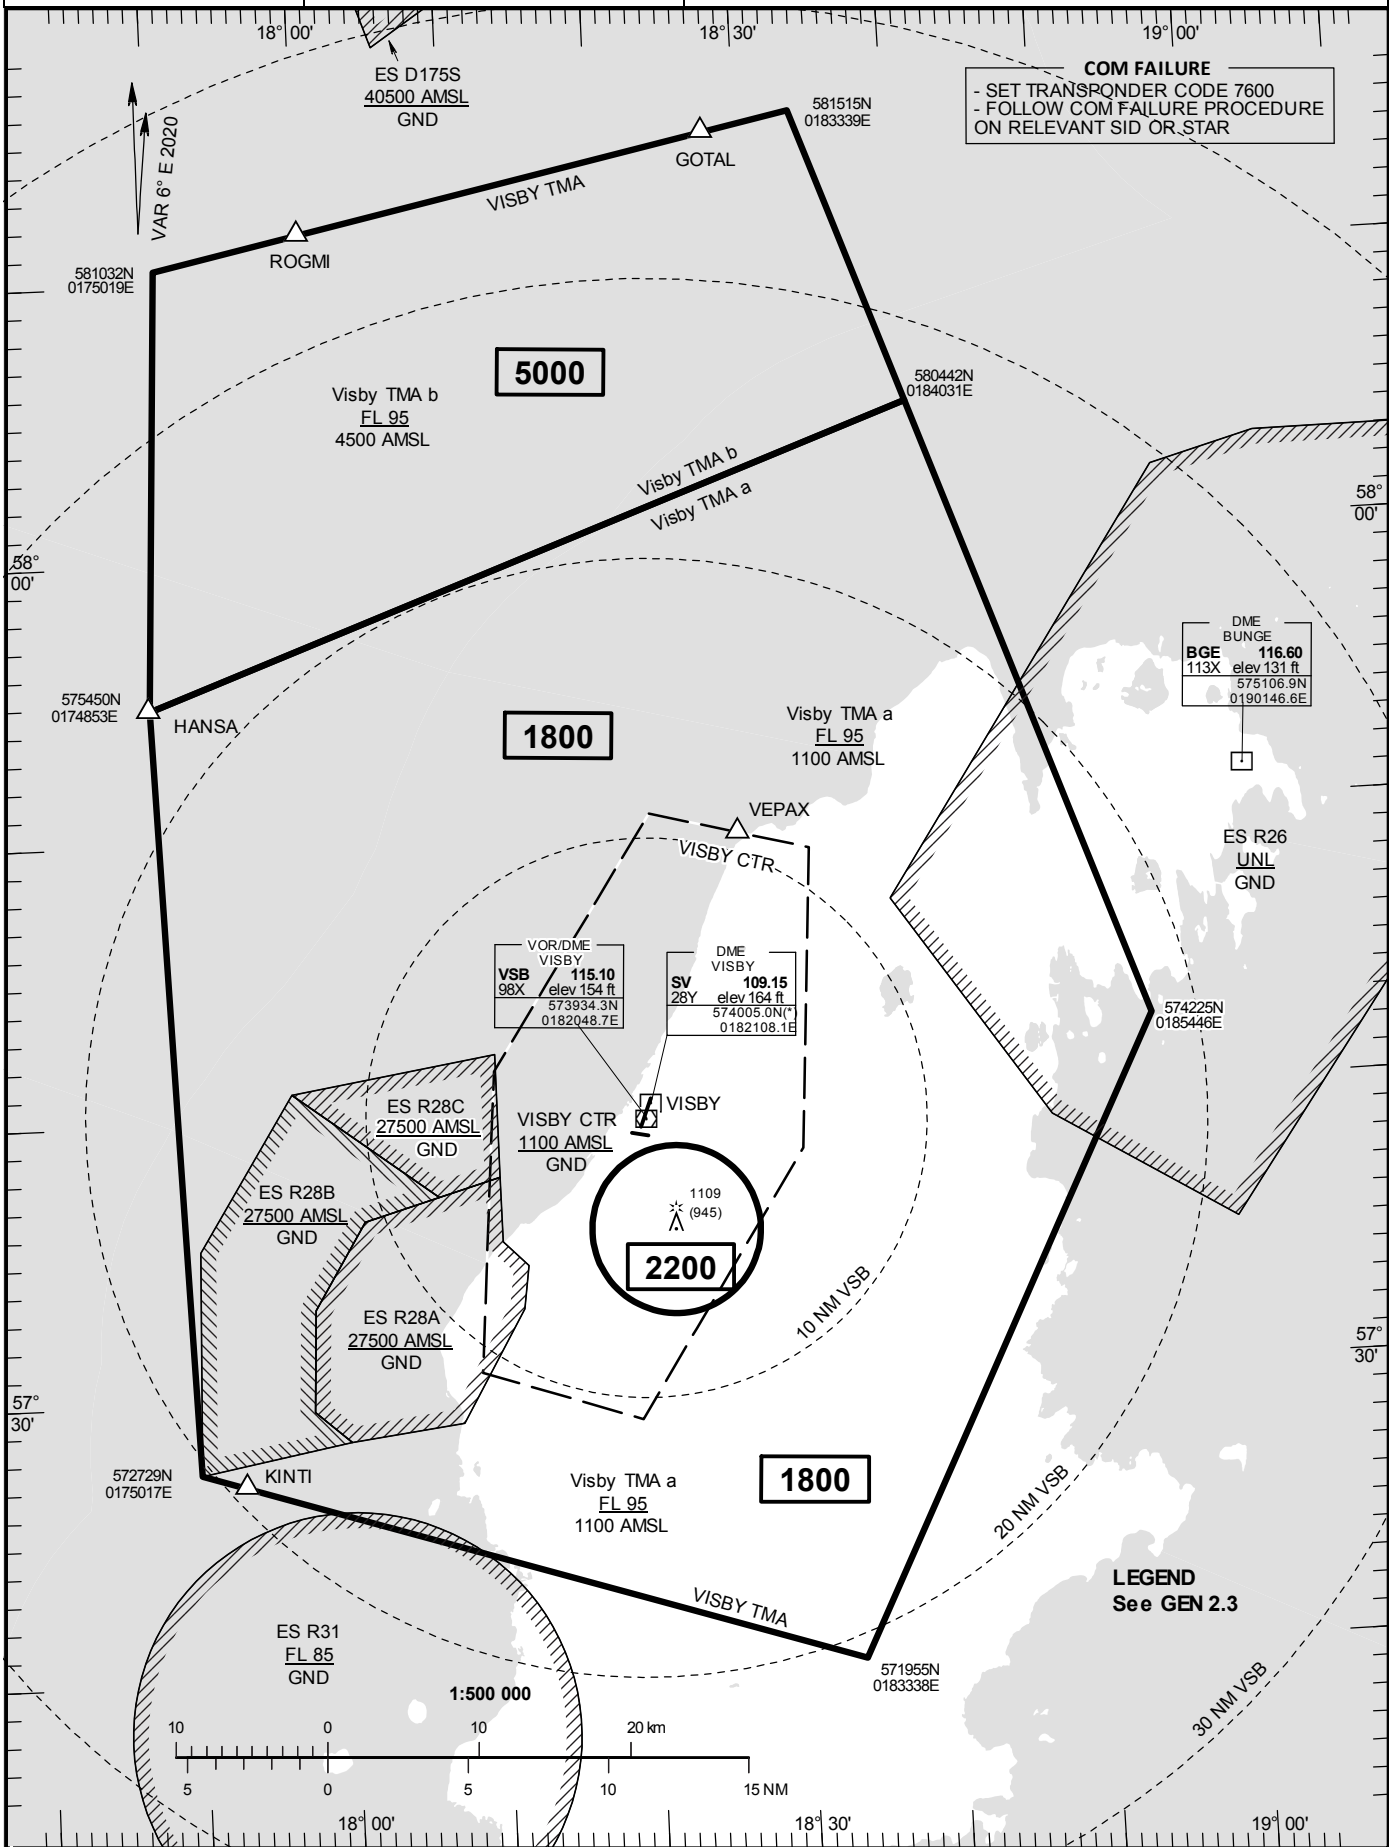 18° 00'
18° 30'
19° 00'
ES D175S
40500 AMSL
GND
COM FAILURE
- SET TRANSPONDER CODE 7600
- FOLLOW COM FAILURE PROCEDURE
ON RELEVANT SID OR STAR
VAR 6° E 2020
581515N
0183339E
GOTAL
VISBY TMA
ROGMI
581032N
0175019E
5000
Visby TMA b
FL 95
4500 AMSL
580442N
0184031E
Visby TMA b
Visby TMA a
58°
00'
58°
00'
DME
BUNGE
BGE 116.60
113X elev 131 ft
575106.9N
0190146.6E
575450N
0174853E
HANSA
1800
Visby TMA a
FL 95
1100 AMSL
VEPAX
VISBY CTR
ES R26
UNL
GND
VOR/DME
VISBY
VSB 115.10
98X elev 154 ft
573934.3N
0182048.7E
DME
VISBY
SV 109.15
28Y elev 164 ft
574005.0N(*)
0182108.1E
574225N
0185446E
VISBY
ES R28C
27500 AMSL
GND
VISBY CTR
1100 AMSL
GND
ES R28B
27500 AMSL
GND
1109
(945)
2200
10 NM VSB
ES R28A
27500 AMSL
GND
57°
30'
57°
30'
572729N
0175017E
KINTI
Visby TMA a
FL 95
1100 AMSL
1800
20 NM VSB
LEGEND
See GEN 2.3
VISBY TMA
ES R31
FL 85
GND
571955N
0183338E
30 NM VSB
1:500 000
10 0 10 20 km
5 0 5 10 15 NM
18° 00'
18° 30'
19° 00'